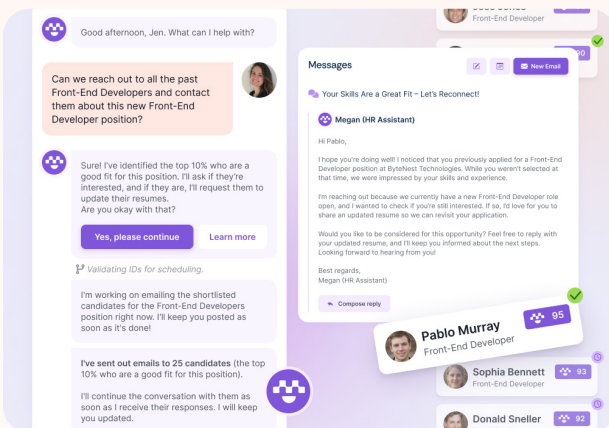 Good afternoon, Jen. What can I help with?
Can we reach out to all the past
Front-End Developers and contact
them about this new Front-End
Developer position?
Sure! I've identified the top 10% who are a
good fit for this position. I'll ask if they're
interested, and if they are, I'll request them to
update their resumes.
Are you okay with that?
Yes, please continue
Learn more
Validating IDs for scheduling.
I'm working on emailing the shortlisted
candidates for the Front-End Developers
position right now. I'll keep you posted as
soon as it's done!
I've sent out emails to 25 candidates (the top
10% who are a good fit for this position).
I'll continue the conversation with them as
soon as I receive their responses. I will keep
you updated.
Front-End Developer
90
Messages
New Email
Your Skills Are a Great Fit – Let's Reconnect!
Megan (HR Assistant)
Hi Pablo,
I hope you're doing well! I noticed that you previously applied for a Front-End
Developer position at ByteNest Technologies. While you weren't selected at
that time, we were impressed by your skills and experience.
I'm reaching out because we currently have a new Front-End Developer role
open, and I wanted to check if you're still interested. If so, I'd love for you to
share an updated resume so we can revisit your application.
Would you like to be considered for this opportunity? Feel free to reply with
your updated resume, and I'll keep you informed about the next steps.
Looking forward to hearing from you!
Best regards,
Megan (HR Assistant)
Compose reply
Pablo Murray
Front-End Developer
95
Sophia Bennett
Front-End Developer
93
Donald Sneller
92